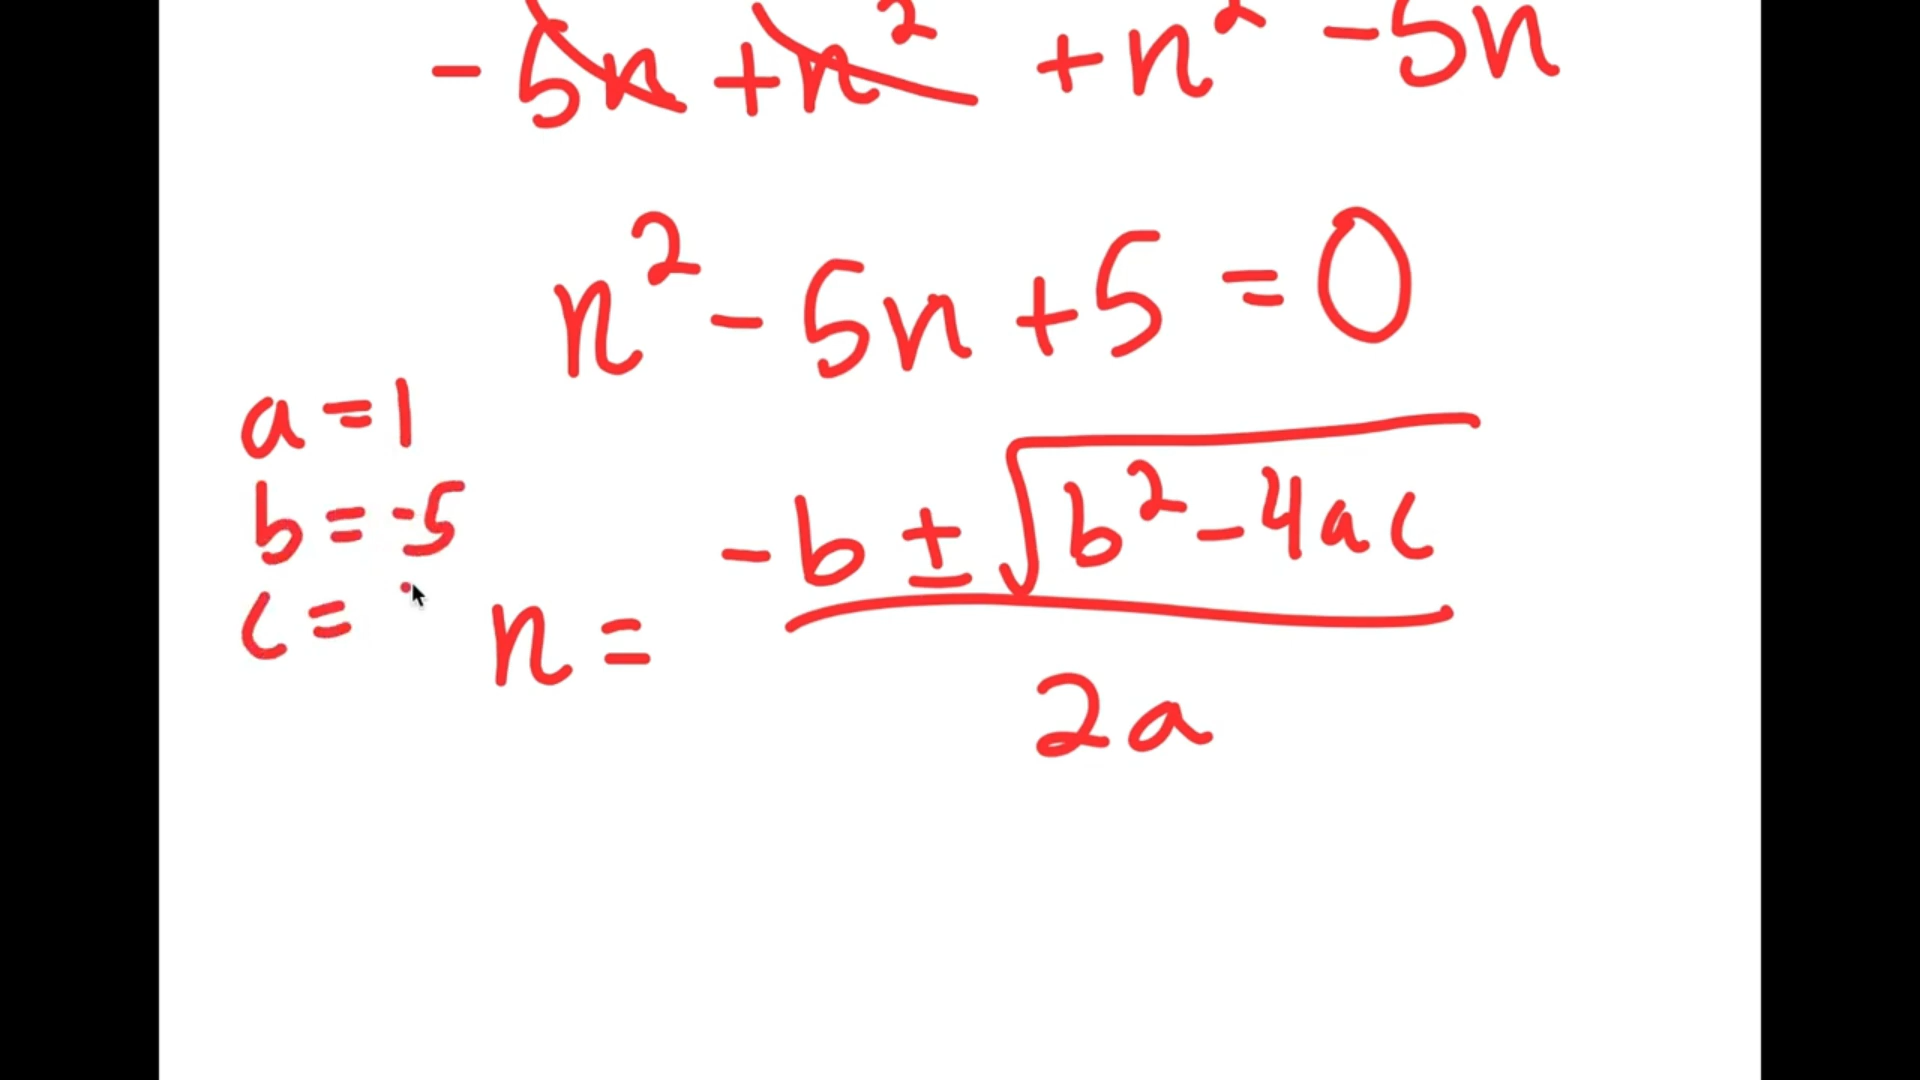 -5n +n² +n² -5n
n² - 5n + 5 = 0
a = 1
b = -5
c =
n = -b ± √b² - 4ac
2a